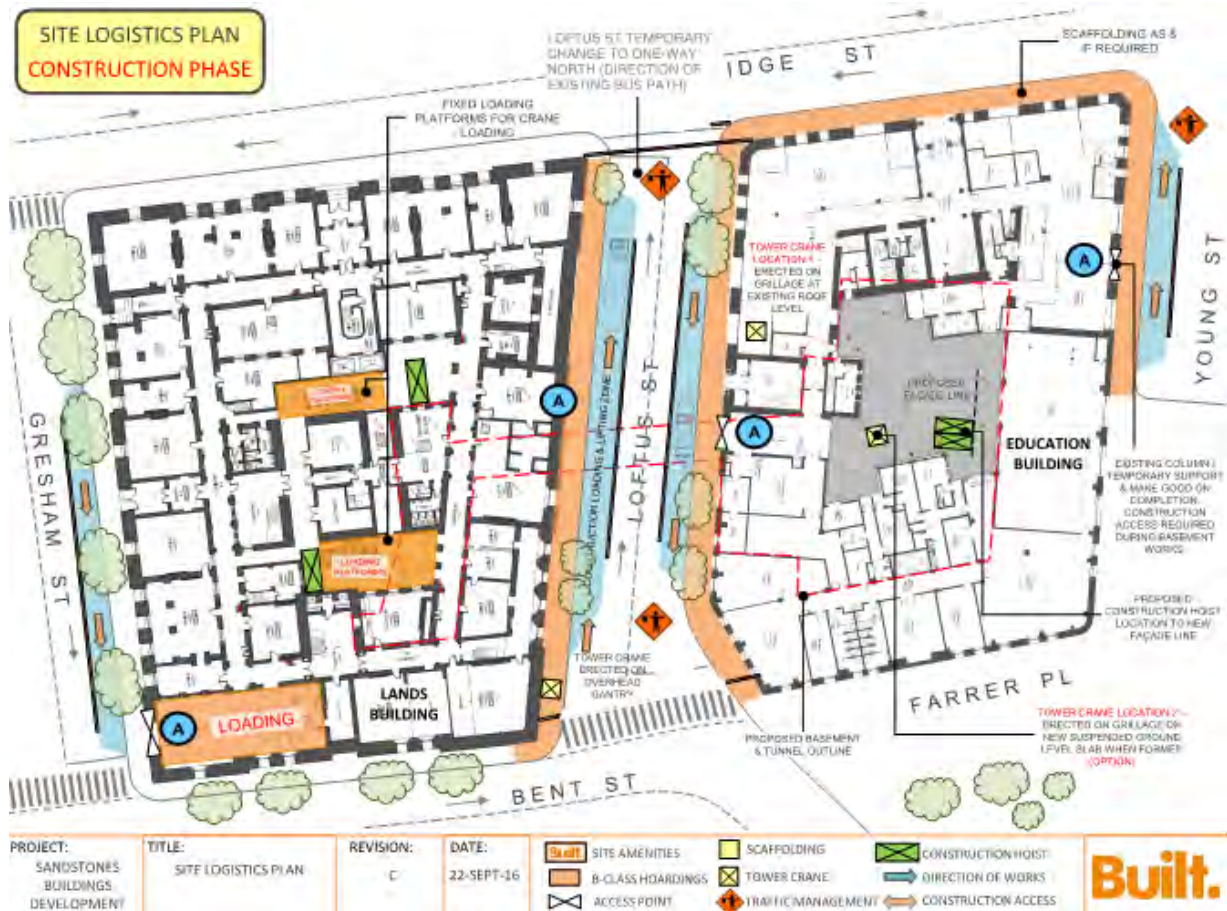 SITE LOGISTICS PLAN
CONSTRUCTION PHASE
LOFTUS ST TEMPORARY
CHANGE TO ONE-WAY
NORTH (DIRECTION OF
EXISTING BUS PATH)
IDGE ST
SCAFFOLDING AS &
IF REQUIRED
FIXED LOADING
PLATFORMS FOR CRANE
LOADING
TOWER CRANE
LOCATION
ERECTED ON
GRILLAGE AT
EXISTING ROOF
LEVEL
A
YOUNG ST
GRESHAM ST
A
LOADING & LIFTING ZONE
LOFTUS ST
A
PROPOSED
FACADE LINE
EDUCATION
BUILDING
EXISTING COLUMN
TEMPORARY SUPPORT
& MAKE GOOD ON
COMPLETION.
CONSTRUCTION
ACCESS REQUIRED
DURING BASEMENT
WORKS
LOADING
PLATFORMS
PROPOSED
CONSTRUCTION HOIST
LOCATION TO NEW
FAÇADE LINE
TOWER CRANE
ERECTED ON
OVERHEAD
GANTRY
LANDS
BUILDING
A
LOADING
FARRER PL
TOWER CRANE LOCATION 2
ERECTED ON GRILLAGE ON
NEW SUSPENDED GROUND
LEVEL SLAB WHEN FORMED
(OPTION)
PROPOSED BASEMENT
& TUNNEL OUTLINE
BENT ST
PROJECT:
SANDSTONES
BUILDINGS
DEVELOPMENT
TITLE:
SITE LOGISTICS PLAN
REVISION:
C
DATE:
22-SEPT-16
Built
SITE AMENITIES
B-CLASS HOARDINGS
ACCESS POINT
SCAFFOLDING
TOWER CRANE
TRAFFIC MANAGEMENT
CONSTRUCTION HOIST
DIRECTION OF WORKS
CONSTRUCTION ACCESS
Built.